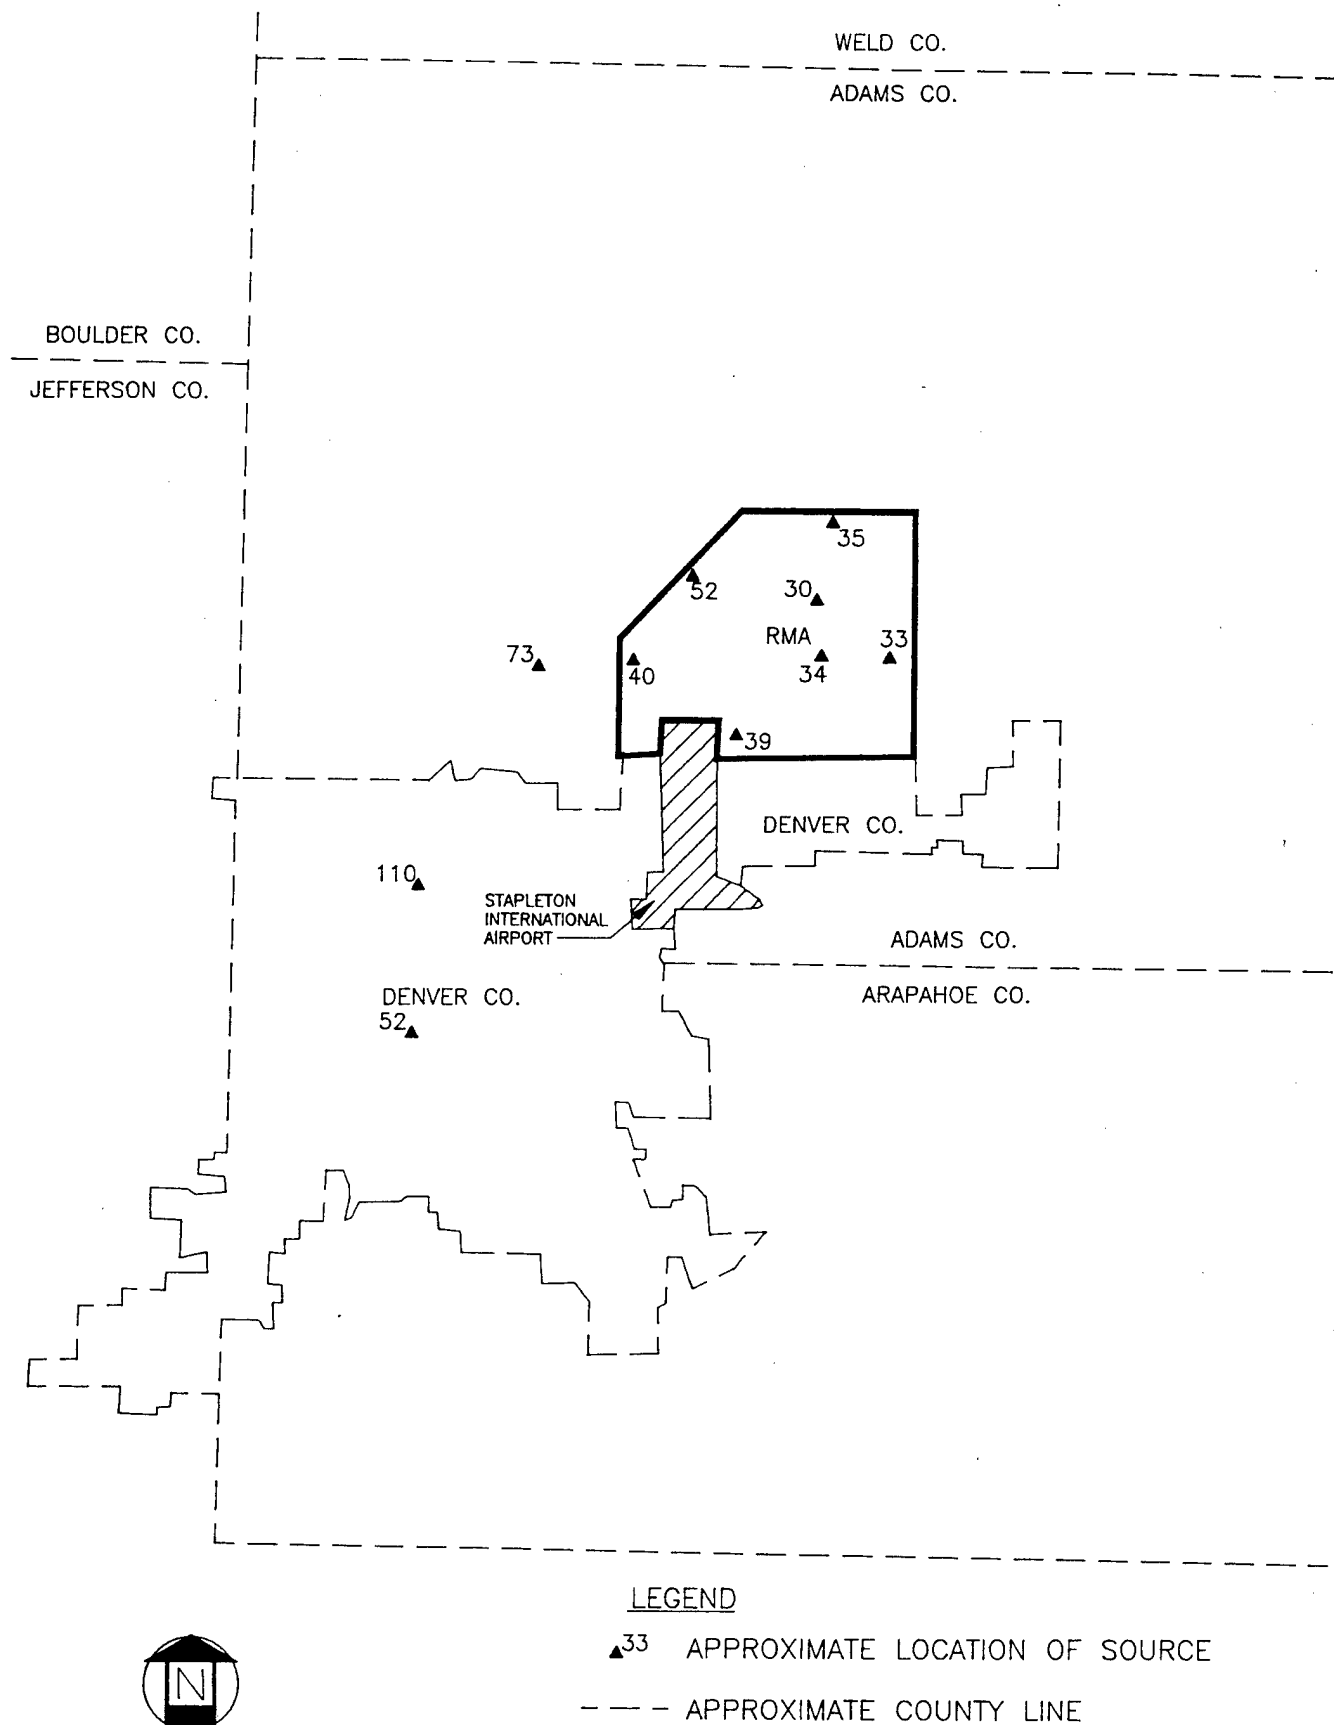 WELD CO.
ADAMS CO.
BOULDER CO.
JEFFERSON CO.
35
52
30
RMA
33
73
40
34
39
DENVER CO.
110
STAPLETON
INTERNATIONAL
AIRPORT
ADAMS CO.
DENVER CO.
ARAPAHOE CO.
52
LEGEND
33 APPROXIMATE LOCATION OF SOURCE
APPROXIMATE COUNTY LINE
N